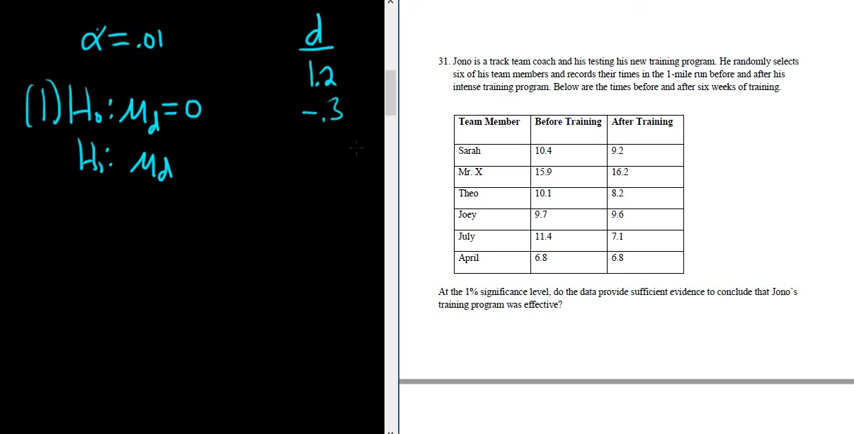 α = .01
d
1.2
(1) H₀: μd = 0
-.3
H₁: μd
31. Jono is a track team coach and his testing his new training program. He randomly selects
six of his team members and records their times in the 1-mile run before and after his
intense training program. Below are the times before and after six weeks of training.
Team Member Before Training After Training
Sarah 10.4 9.2
Mr. X 15.9 16.2
Theo 10.1 8.2
Joey 9.7 9.6
July 11.4 7.1
April 6.8 6.8
At the 1% significance level, do the data provide sufficient evidence to conclude that Jono's
training program was effective?